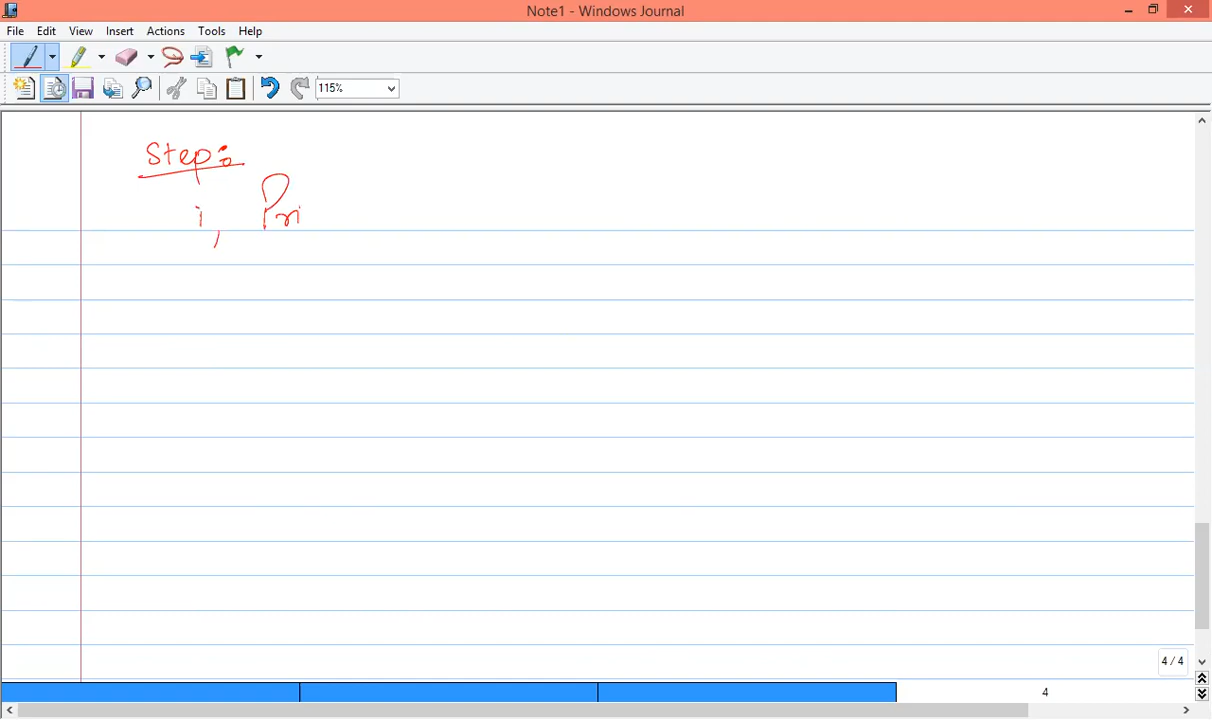 Note1 - Windows Journal
File Edit View Insert Actions Tools Help
115%
Step:
i, Pri
4 / 4
4